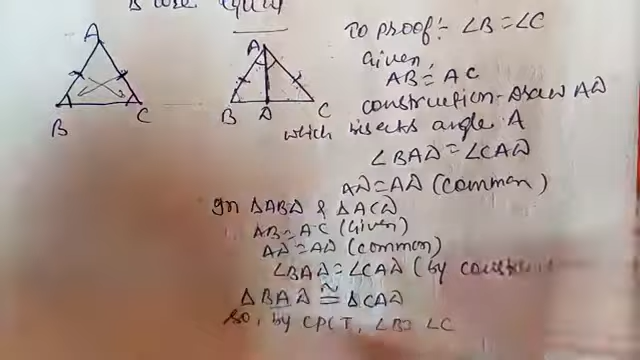 A
B C
A
B D C
To proof:- ∠B = ∠C
Given,
AB = AC
construction - Draw AD
which bisects angle A
∠BAD = ∠CAD
AD = AD (common)
In ΔABD & ΔACD
AB = AC (Given)
AD = AD (common)
∠BAD = ∠CAD (by
ΔBAD ≅ ΔCAD
so, by CPCT, ∠B = ∠C